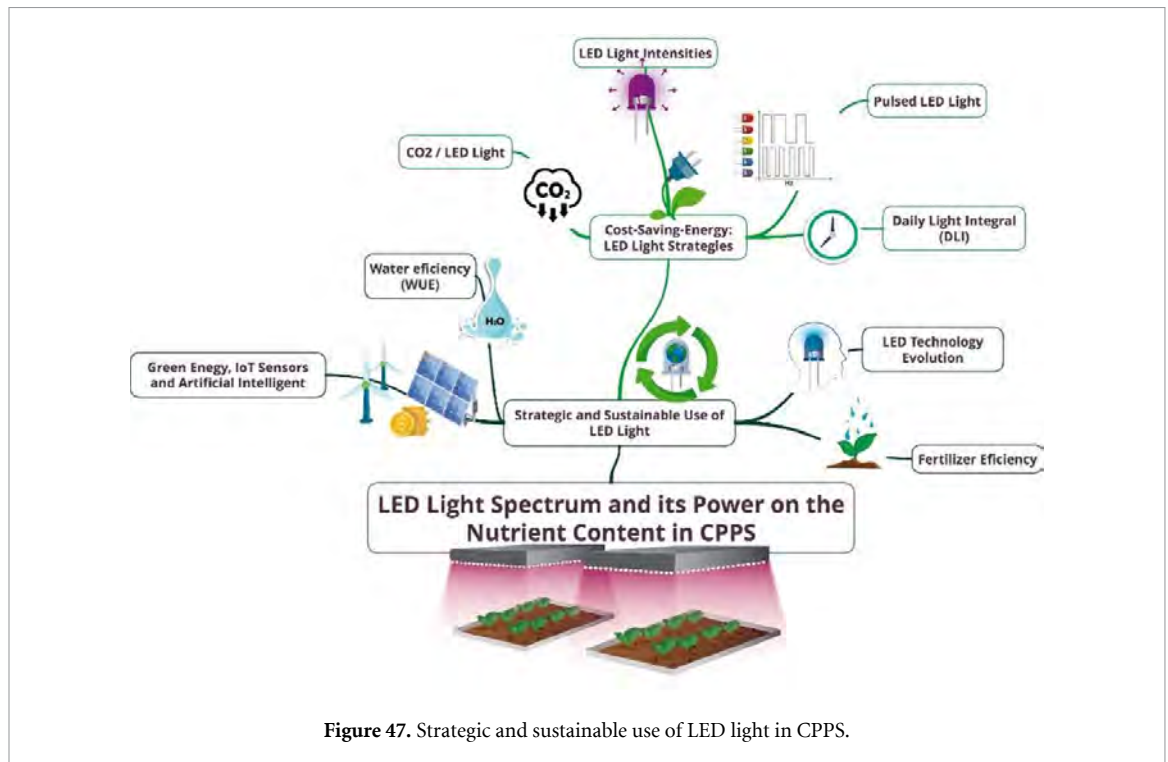 LED Light Intensities
Pulsed LED Light
CO2 / LED Light
CO₂
Hz
Cost-Saving-Energy:
LED Light Strategies
Daily Light Integral
(DLI)
Water eficiency
(WUE)
H₂O
LED Technology
Evolution
Green Enegy, IoT Sensors
and Artificial Intelligent
Strategic and Sustainable Use of
LED Light
Fertilizer Eficiency
LED Light Spectrum and its Power on the
Nutrient Content in CPPS
Figure 47. Strategic and sustainable use of LED light in CPPS.